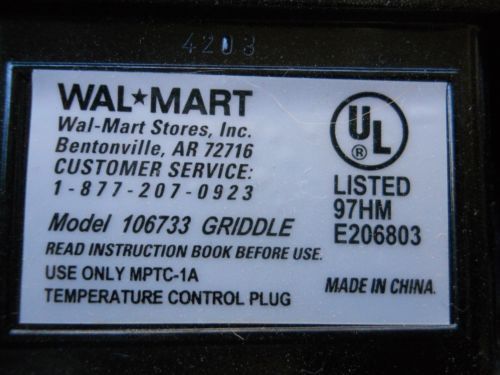 4203
WAL★MART
Wal-Mart Stores, Inc.
Bentonville, AR 72716
CUSTOMER SERVICE:
1-877-207-0923
Model 106733 GRIDDLE
READ INSTRUCTION BOOK BEFORE USE.
USE ONLY MPTC-1A
TEMPERATURE CONTROL PLUG
UL
®
LISTED
97HM
E206803
MADE IN CHINA.